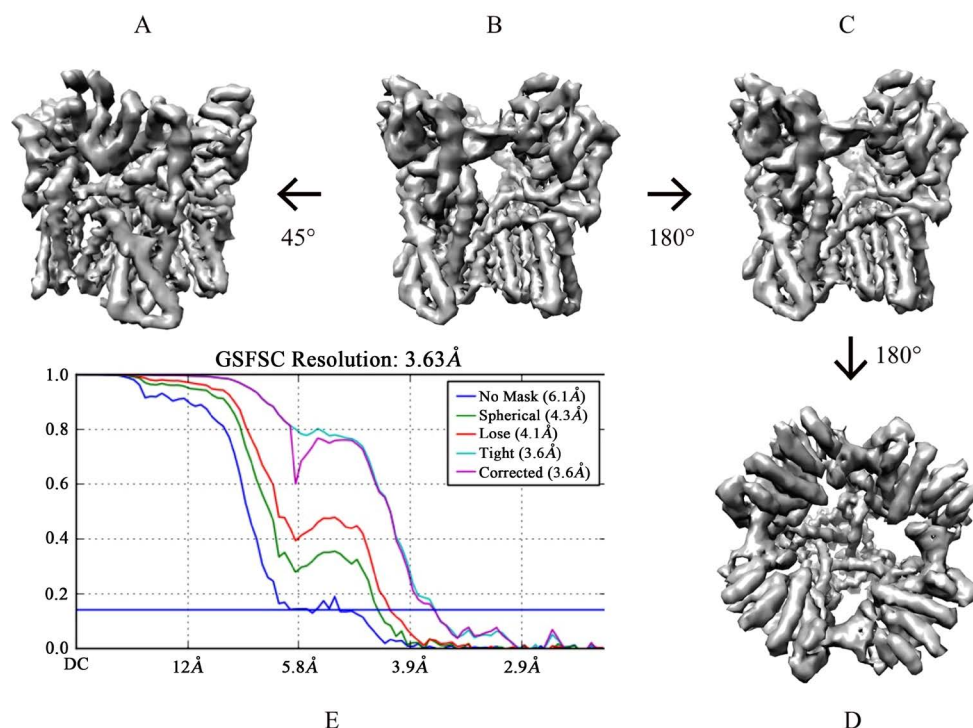 A
B
C
45°
180°
180°
GSFSC Resolution: 3.63Å
1.0
0.8
0.6
0.4
0.2
0.0
No Mask (6.1Å)
Spherical (4.3Å)
Lose (4.1Å)
Tight (3.6Å)
Corrected (3.6Å)
DC
12Å
5.8Å
3.9Å
2.9Å
E
D